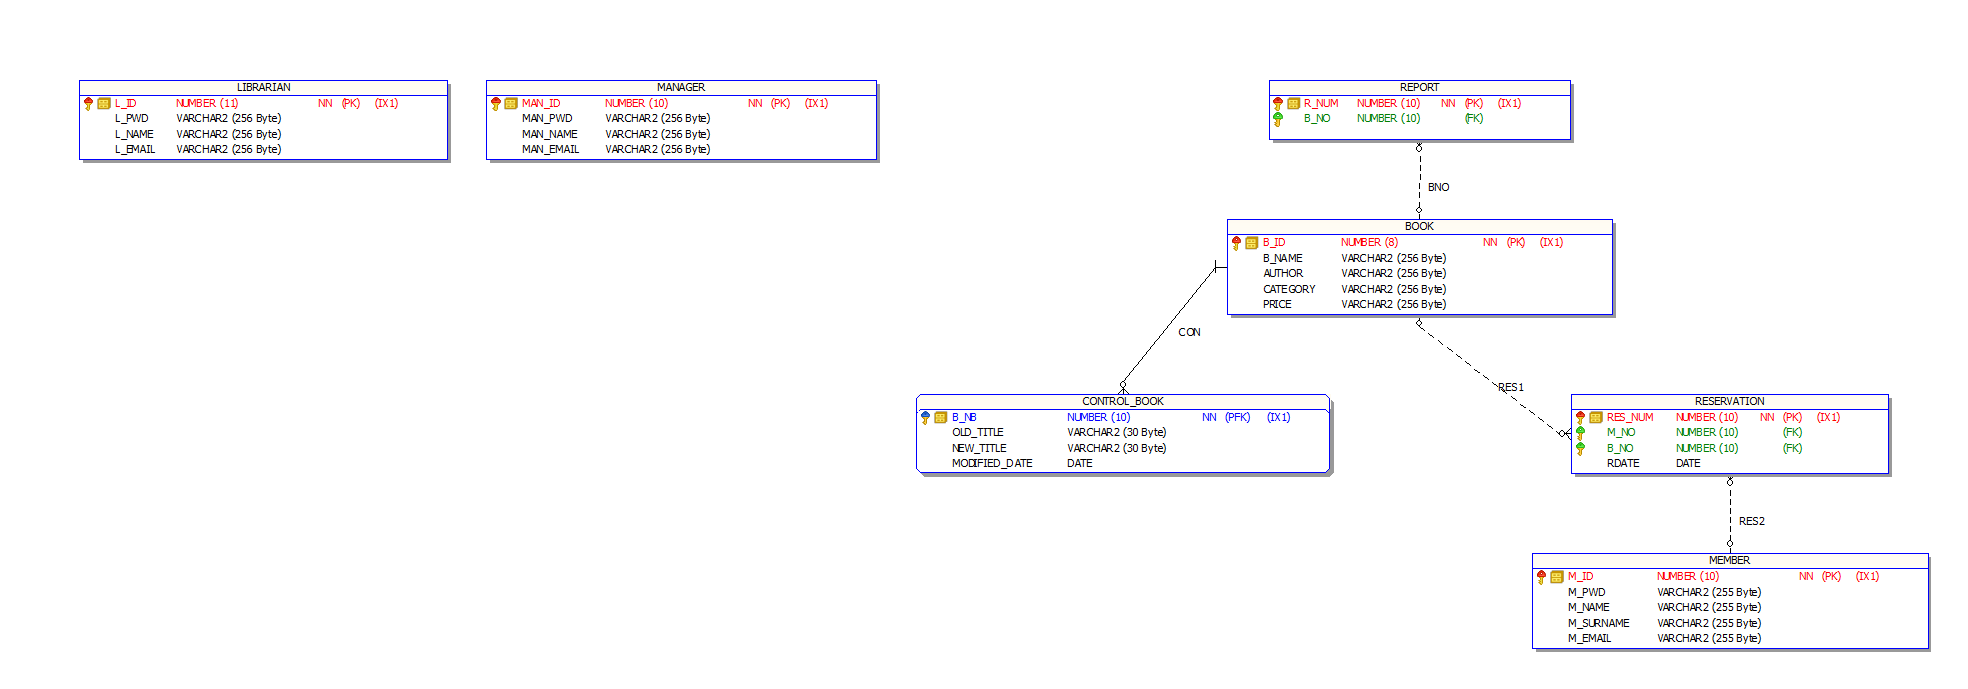 LIBRARIAN
L_ID NUMBER (11) NN (PK) (IX1)
L_PWD VARCHAR2 (256 Byte)
L_NAME VARCHAR2 (256 Byte)
L_EMAIL VARCHAR2 (256 Byte)
MANAGER
MAN_ID NUMBER (10) NN (PK) (IX1)
MAN_PWD VARCHAR2 (256 Byte)
MAN_NAME VARCHAR2 (256 Byte)
MAN_EMAIL VARCHAR2 (256 Byte)
REPORT
R_NUM NUMBER (10) NN (PK) (IX1)
B_NO NUMBER (10) (FK)
BNO
BOOK
B_ID NUMBER (8) NN (PK) (IX1)
B_NAME VARCHAR2 (256 Byte)
AUTHOR VARCHAR2 (256 Byte)
CATEGORY VARCHAR2 (256 Byte)
PRICE VARCHAR2 (256 Byte)
CON
RES1
CONTROL_BOOK
B_NB NUMBER (10) NN (PFK) (IX1)
OLD_TITLE VARCHAR2 (30 Byte)
NEW_TITLE VARCHAR2 (30 Byte)
MODIFIED_DATE DATE
RESERVATION
RES_NUM NUMBER (10) NN (PK) (IX1)
M_NO NUMBER (10) (FK)
B_NO NUMBER (10) (FK)
RDATE DATE
RES2
MEMBER
M_ID NUMBER (10) NN (PK) (IX1)
M_PWD VARCHAR2 (255 Byte)
M_NAME VARCHAR2 (255 Byte)
M_SURNAME VARCHAR2 (255 Byte)
M_EMAIL VARCHAR2 (255 Byte)